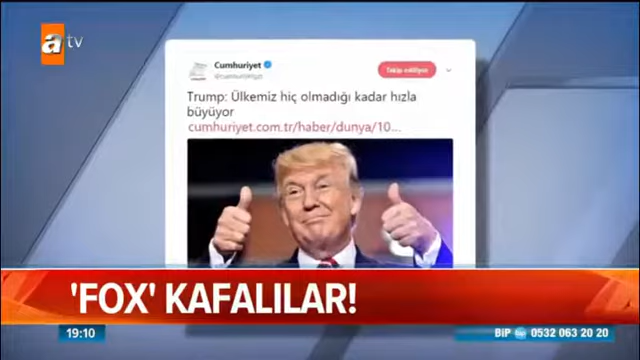 atv
Cumhuriyet
@cumhuriyetgzt
Takip ediliyor
Trump: Ülkemiz hiç olmadığı kadar hızla
büyüyor
cumhuriyet.com.tr/haber/dunya/10...
'FOX' KAFALILAR!
19:10
BiP 0532 063 20 20